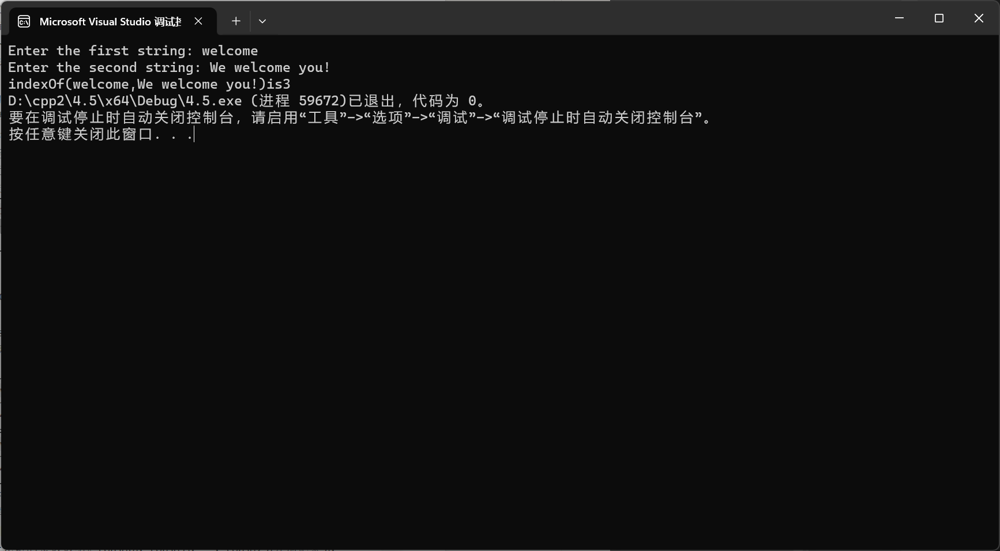 Microsoft Visual Studio 调试
Enter the first string: welcome
Enter the second string: We welcome you!
indexOf(welcome,We welcome you!)is3
D:\cpp2\4.5\x64\Debug\4.5.exe (进程 59672)已退出，代码为 0。
要在调试停止时自动关闭控制台，请启用“工具”->“选项”->“调试”->“调试停止时自动关闭控制台”。
按任意键关闭此窗口. . .